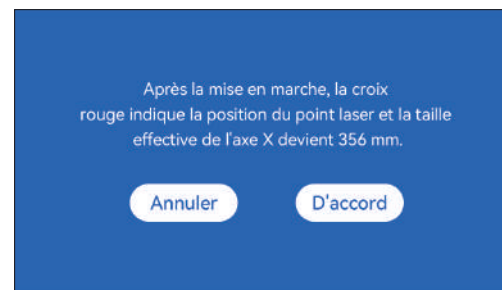 Après la mise en marche, la croix
rouge indique la position du point laser et la taille
effective de l'axe X devient 356 mm.
Annuler
D'accord